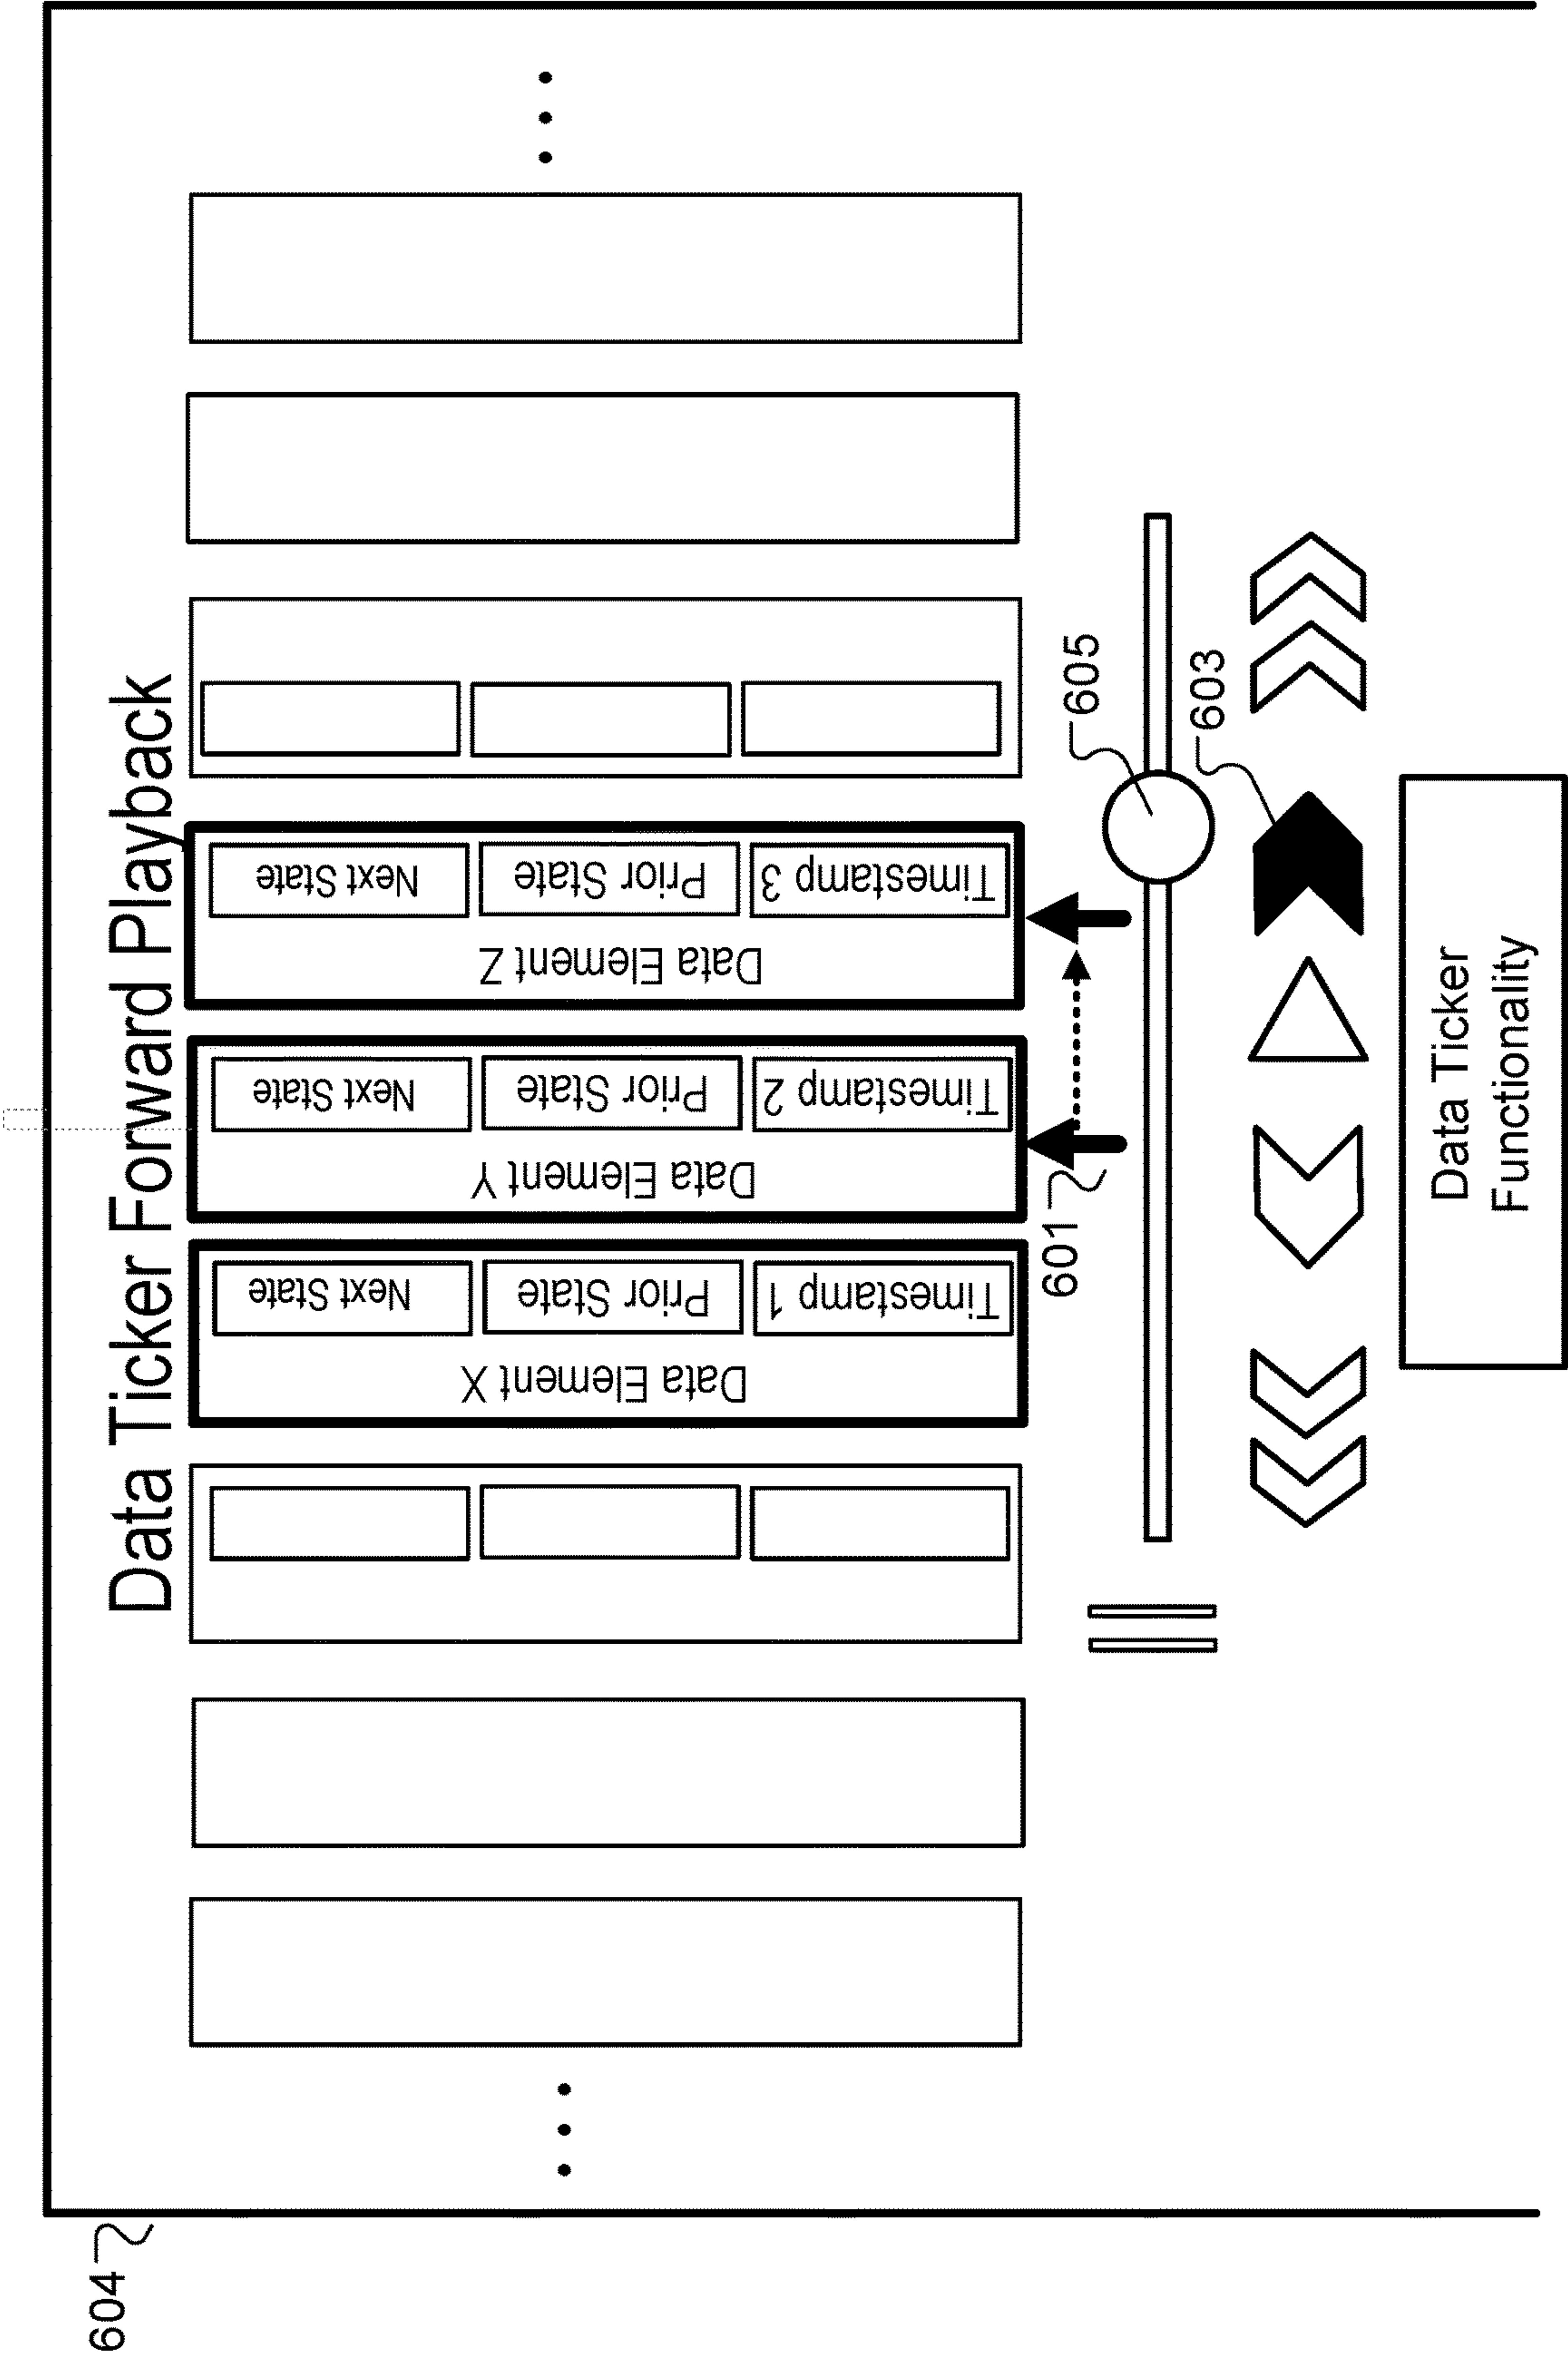 604
Data Ticker Forward Playback
Data Element X
Next State
Prior State
Timestamp 1
Data Element Y
Next State
Prior State
Timestamp 2
Data Element Z
Next State
Prior State
Timestamp 3
601
605
603
Data Ticker
Functionality